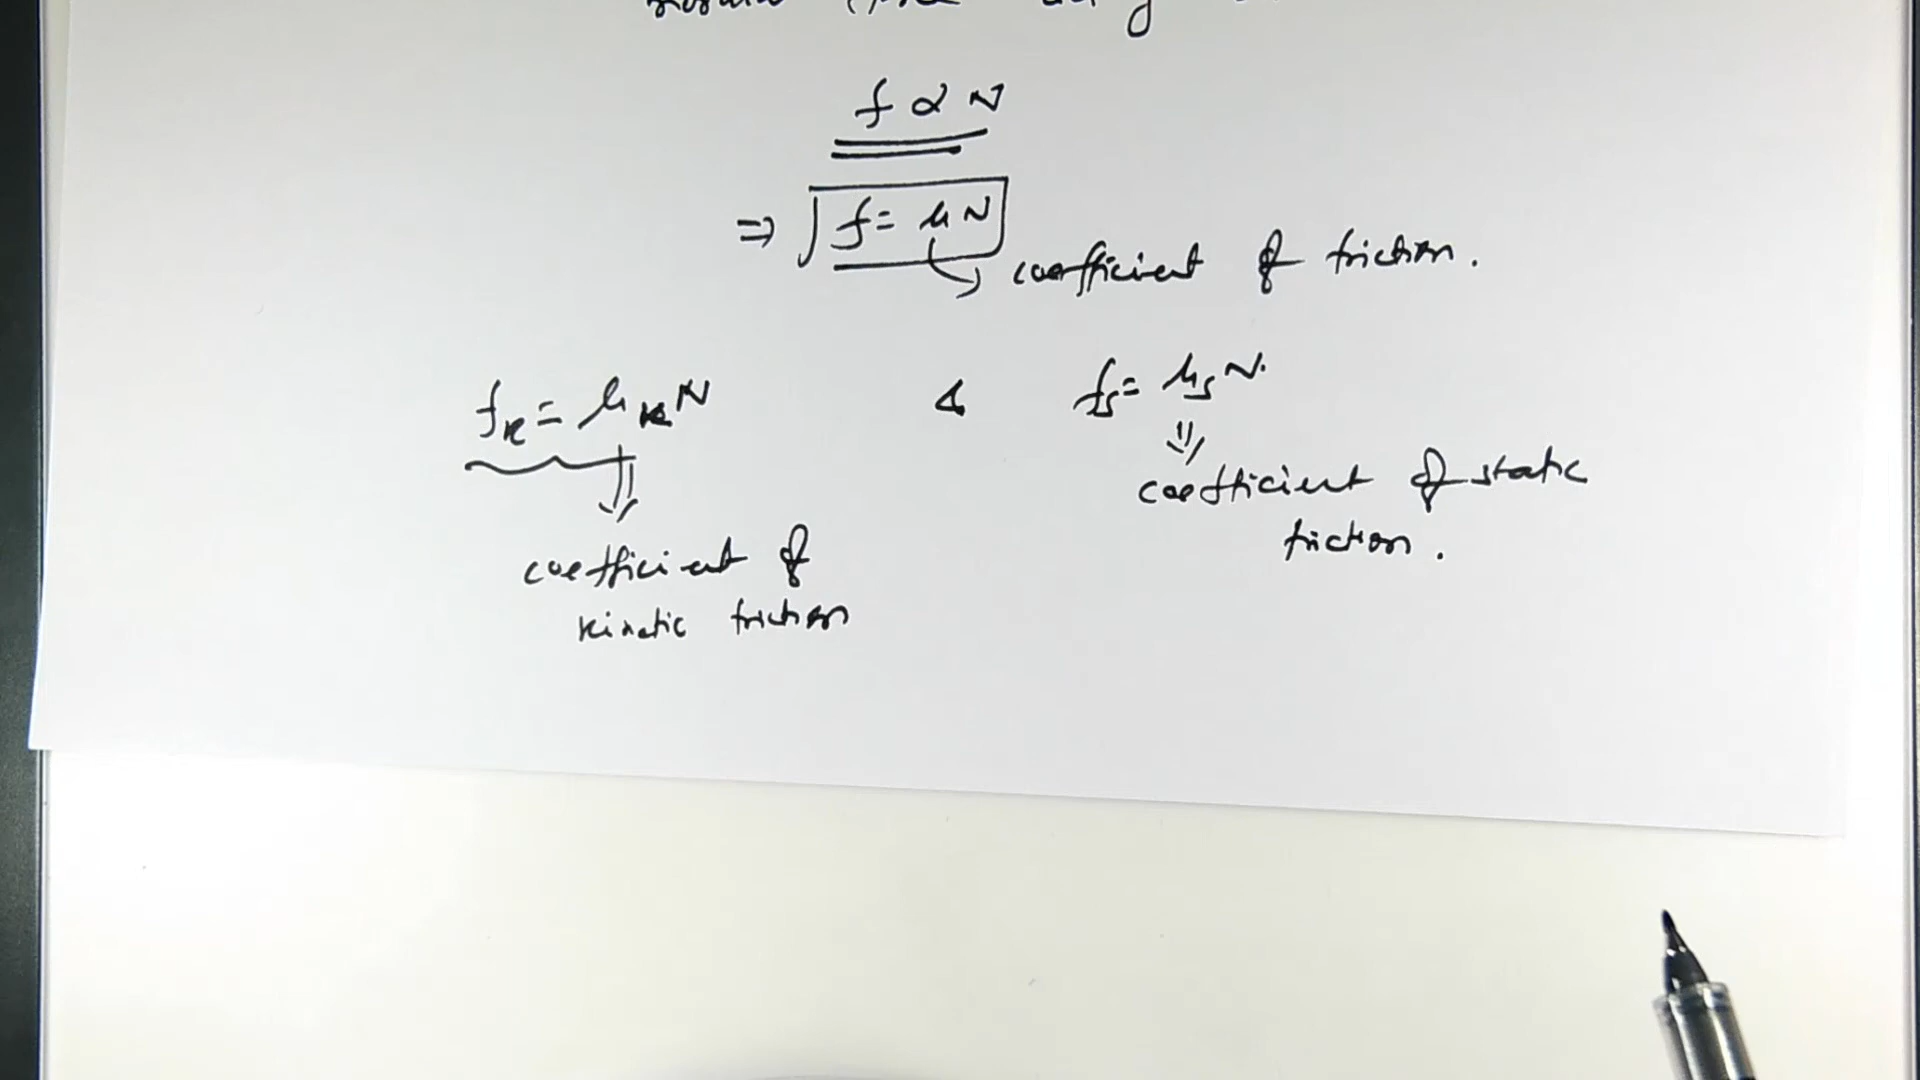 f α N
⇒ f = μN
coefficient of friction.
fk = μk N & fs = μs N.
coefficient of static
friction.
coefficient of
kinetic friction